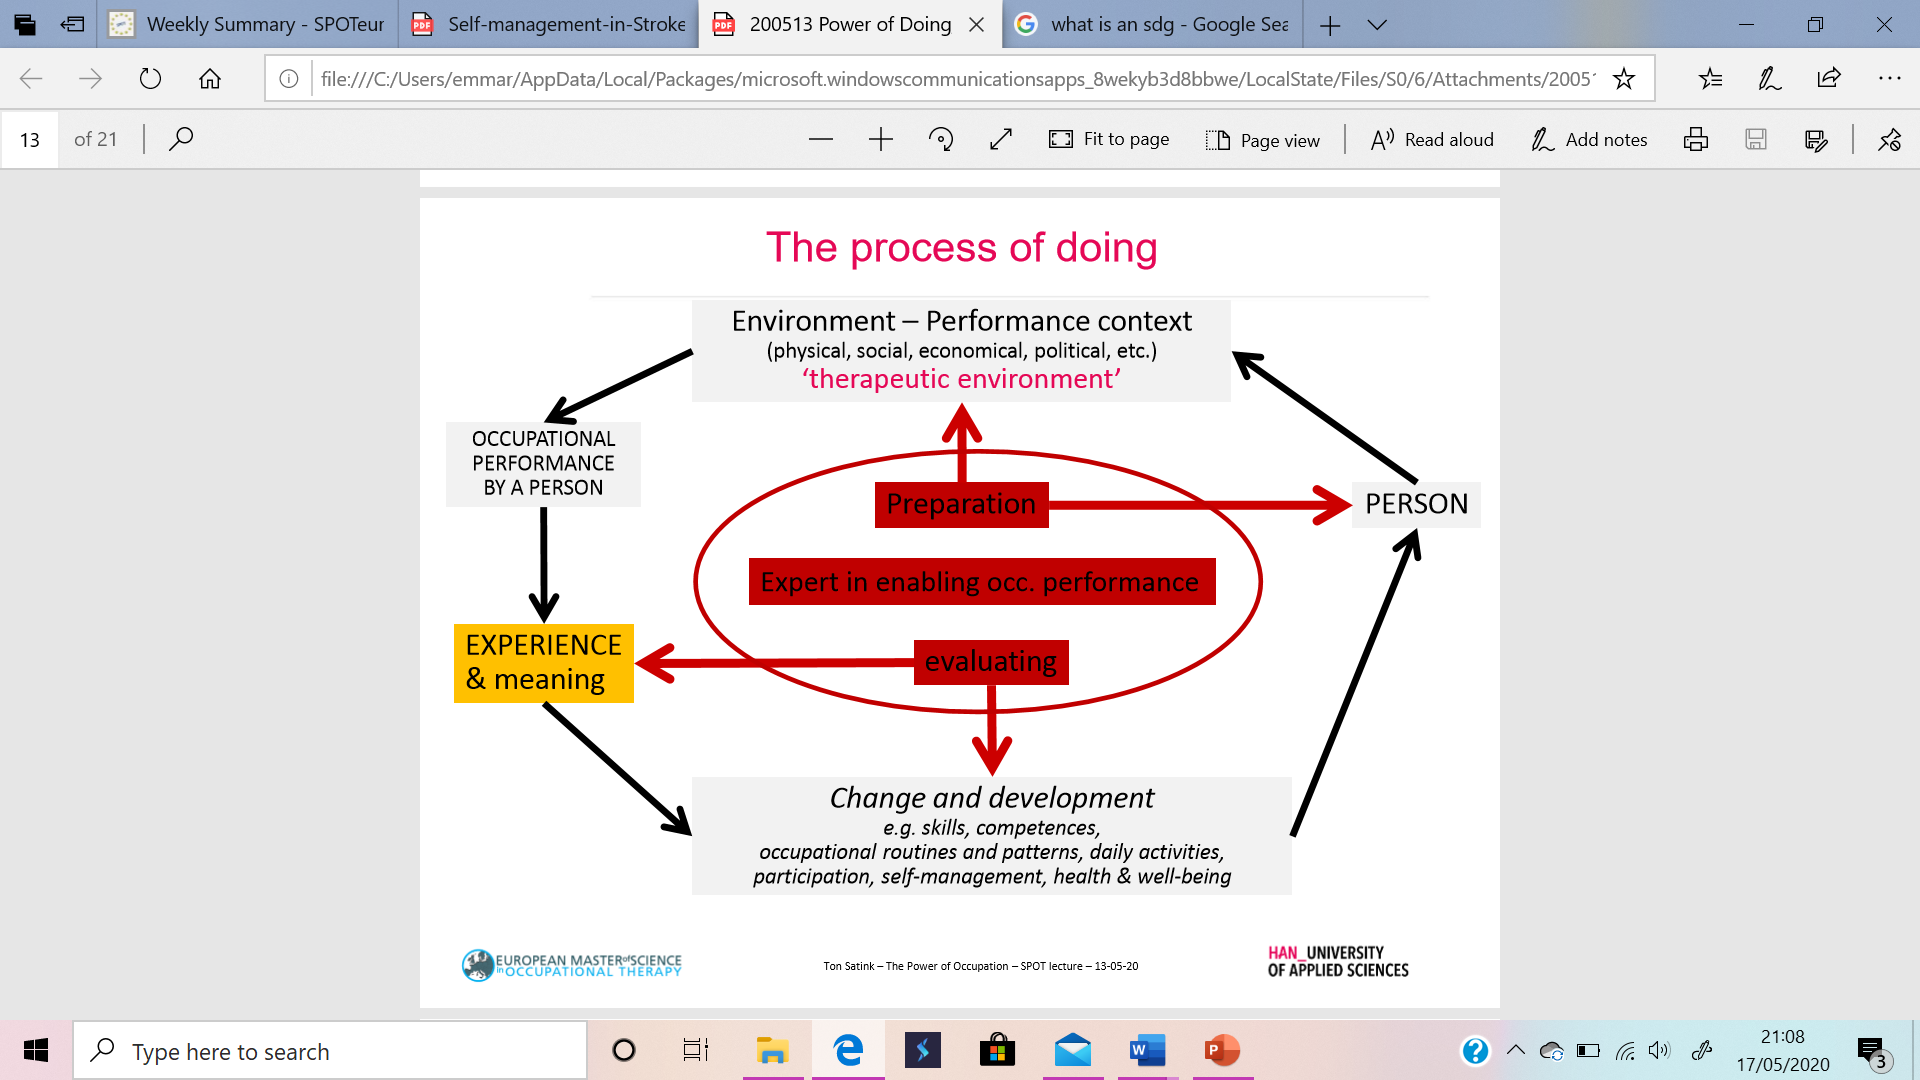 Weekly Summary - SPOTeur
Self-management-in-Stroke
200513 Power of Doing
what is an sdg - Google Sea
file:///C:/Users/emmar/AppData/Local/Packages/microsoft.windowscommunicationsapps_8wekyb3d8bbwe/LocalState/Files/S0/6/Attachments/2005
13 of 21
Fit to page
Page view
Read aloud
Add notes
The process of doing
Environment – Performance context
(physical, social, economical, political, etc.)
‘therapeutic environment’
OCCUPATIONAL
PERFORMANCE
BY A PERSON
Preparation
PERSON
Expert in enabling occ. performance
EXPERIENCE
& meaning
evaluating
Change and development
e.g. skills, competences,
occupational routines and patterns, daily activities,
participation, self-management, health & well-being
EUROPEAN MASTER of SCIENCE
in OCCUPATIONAL THERAPY
Ton Satink – The Power of Occupation – SPOT lecture – 13-05-20
HAN_UNIVERSITY
OF APPLIED SCIENCES
Type here to search
21:08
17/05/2020
3